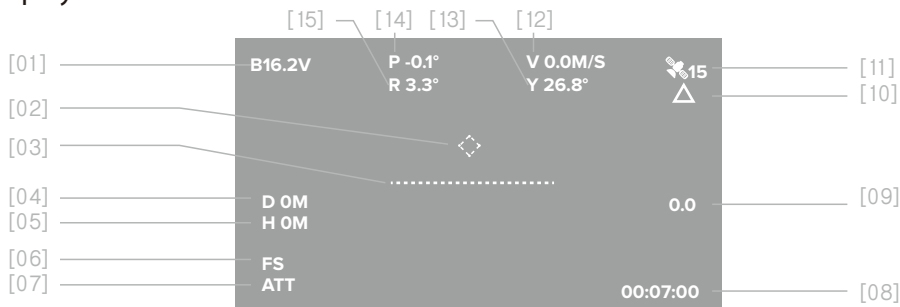 [15] [14] [13] [12]
[01] B16.2V P -0.1° V 0.0M/S 15 [11]
R 3.3° Y 26.8° [10]
[02]
[03]
[04] D 0M 0.0 [09]
[05] H 0M
[06] FS
[07] ATT 00:07:00 [08]